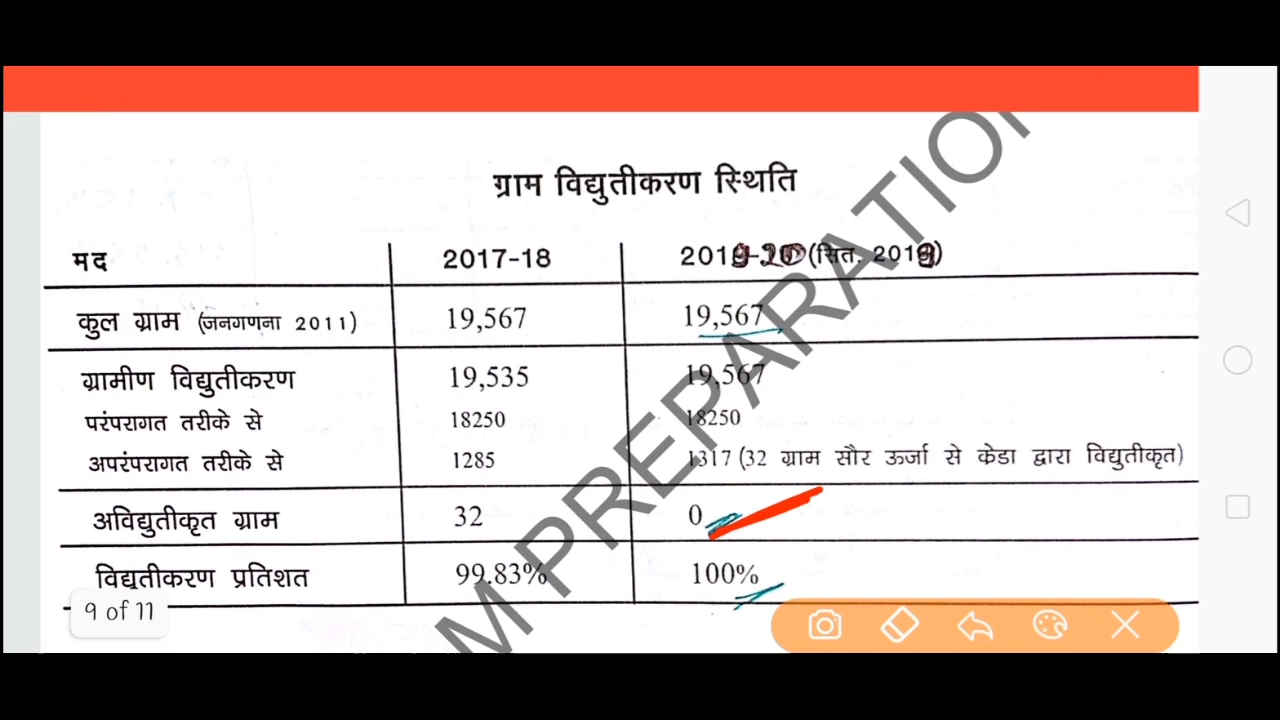 ग्राम विद्युतीकरण स्थिति
मद 2017-18 2019-20 (सित. 2019)
कुल ग्राम (जनगणना 2011) 19,567 19,567
ग्रामीण विद्युतीकरण 19,535 19,567
परंपरागत तरीके से 18250 18250
अपरंपरागत तरीके से 1285 1317 (32 ग्राम सौर ऊर्जा से केडा द्वारा विद्युतीकृत)
अविद्युतीकृत ग्राम 32 0
विद्युतीकरण प्रतिशत 99.83% 100%
9 of 11
M PREPARATION